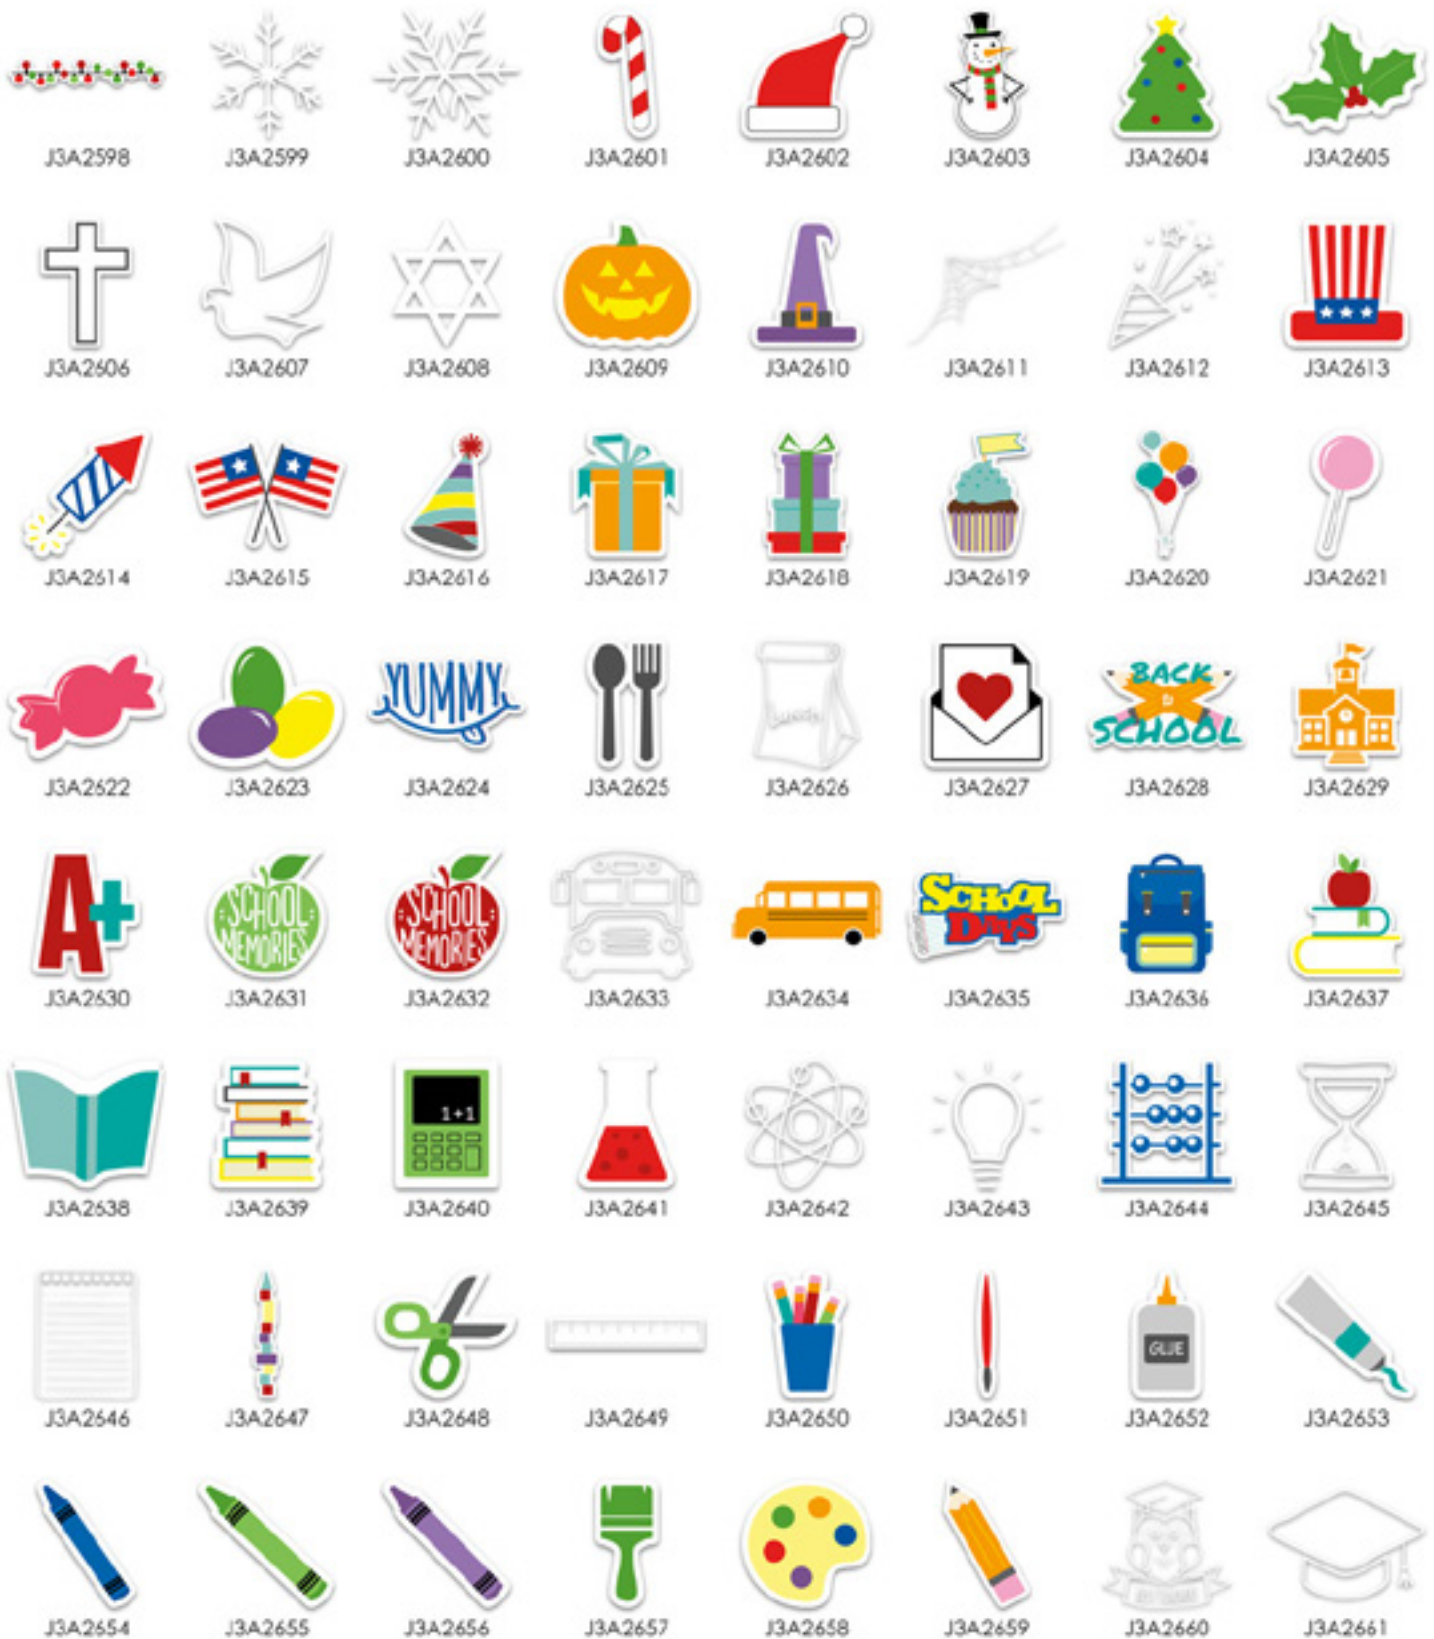 J3A2598 J3A2599 J3A2600 J3A2601 J3A2602 J3A2603 J3A2604 J3A2605
J3A2606 J3A2607 J3A2608 J3A2609 J3A2610 J3A2611 J3A2612 J3A2613
J3A2614 J3A2615 J3A2616 J3A2617 J3A2618 J3A2619 J3A2620 J3A2621
YUMMY
LUNCH
BACK
to
SCHOOL
J3A2622 J3A2623 J3A2624 J3A2625 J3A2626 J3A2627 J3A2628 J3A2629
A+
SCHOOL
MEMORIES
SCHOOL
MEMORIES
SCHOOL
DAYS
J3A2630 J3A2631 J3A2632 J3A2633 J3A2634 J3A2635 J3A2636 J3A2637
1+1
J3A2638 J3A2639 J3A2640 J3A2641 J3A2642 J3A2643 J3A2644 J3A2645
GLUE
J3A2646 J3A2647 J3A2648 J3A2649 J3A2650 J3A2651 J3A2652 J3A2653
J3A2654 J3A2655 J3A2656 J3A2657 J3A2658 J3A2659 J3A2660 J3A2661